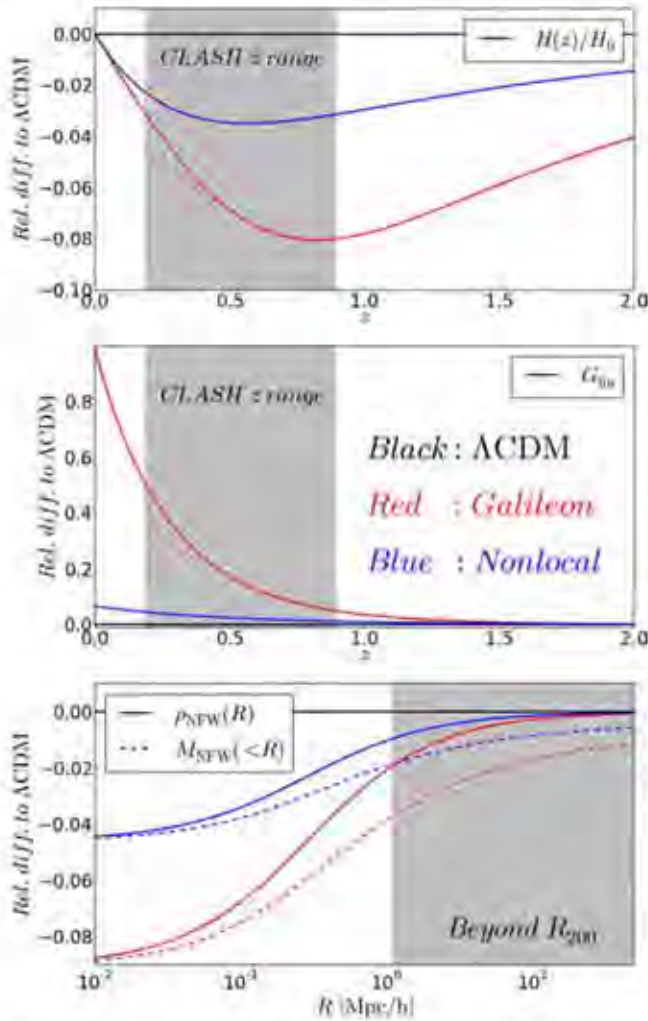 0.00
−0.02
−0.04
−0.06
−0.08
−0.10
Rel. diff. to ΛCDM
CLASH z range
H(z)/H₀
0.0 0.5 1.0 1.5 2.0
z
0.8
0.6
0.4
0.2
0.0
Rel. diff. to ΛCDM
CLASH z range
Black : ΛCDM
Red : Galileon
Blue : Nonlocal
0.0 0.5 1.0 1.5 2.0
z
0.00
−0.02
−0.04
−0.06
−0.08
Rel. diff. to ΛCDM
ρNFW(R)
MNFW(<R)
Beyond R₂₀₀
10⁰
R [Mpc/h]